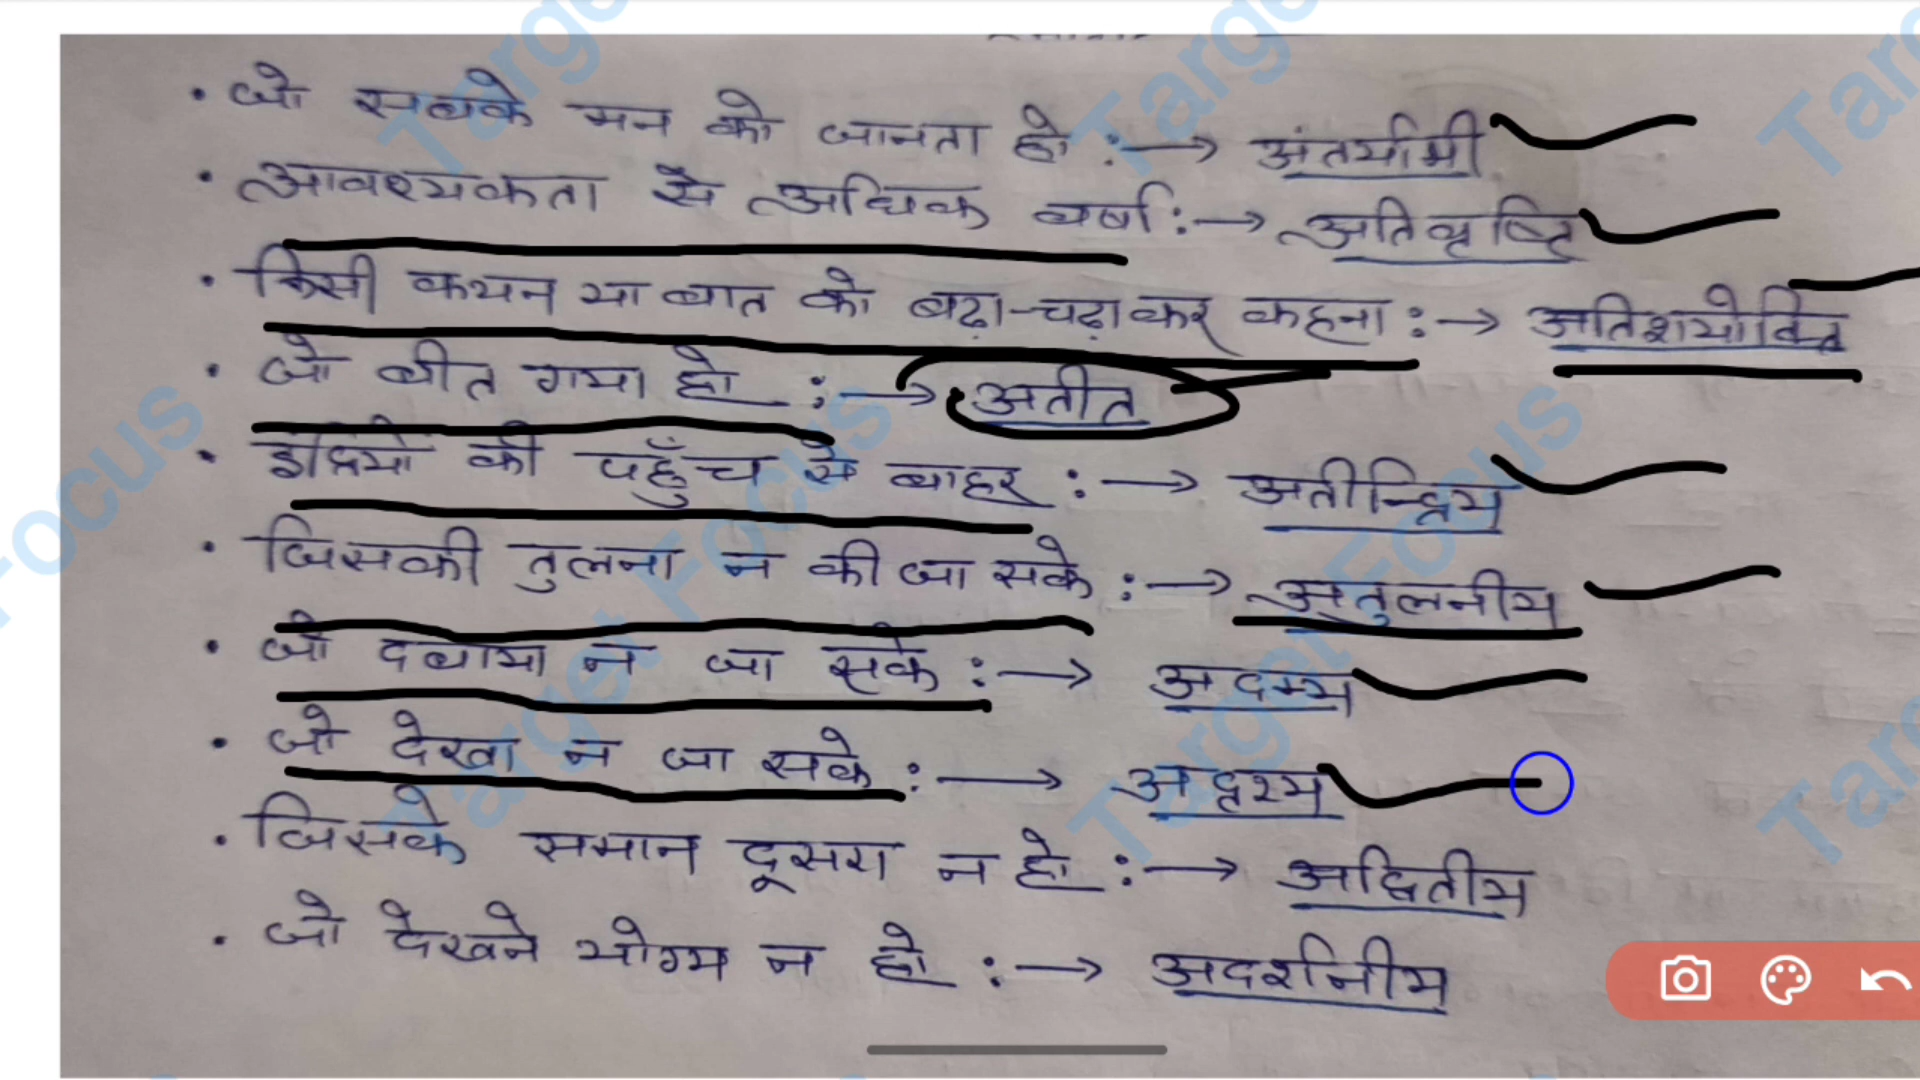 • जो सबके मन को जानता हो :→ अंतर्यामी
• आवश्यकता से अधिक वर्षा :→ अतिवृष्टि
• किसी कथन या बात को बढ़ा-चढ़ाकर कहना :→ अतिशयोक्ति
• जो बीत गया हो :→ अतीत
• इंद्रियों की पहुँच से बाहर :→ अतीन्द्रिय
• जिसकी तुलना न की जा सके :→ अतुलनीय
• जो दबाया न जा सके :→ अदम्य
• जो देखा न जा सके :→ अदृश्य
• जिसके समान दूसरा न हो :→ अद्वितीय
• जो देखने योग्य न हो :→ अदर्शनीय
Target Focus